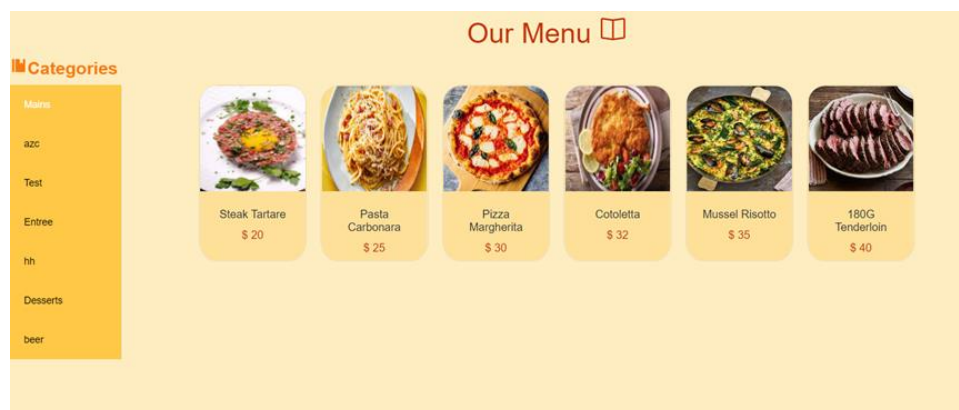 Our Menu
Categories
Mains
azc
Test
Entree
hh
Desserts
beer
Steak Tartare
$ 20
Pasta
Carbonara
$ 25
Pizza
Margherita
$ 30
Cotoletta
$ 32
Mussel Risotto
$ 35
180G
Tenderloin
$ 40